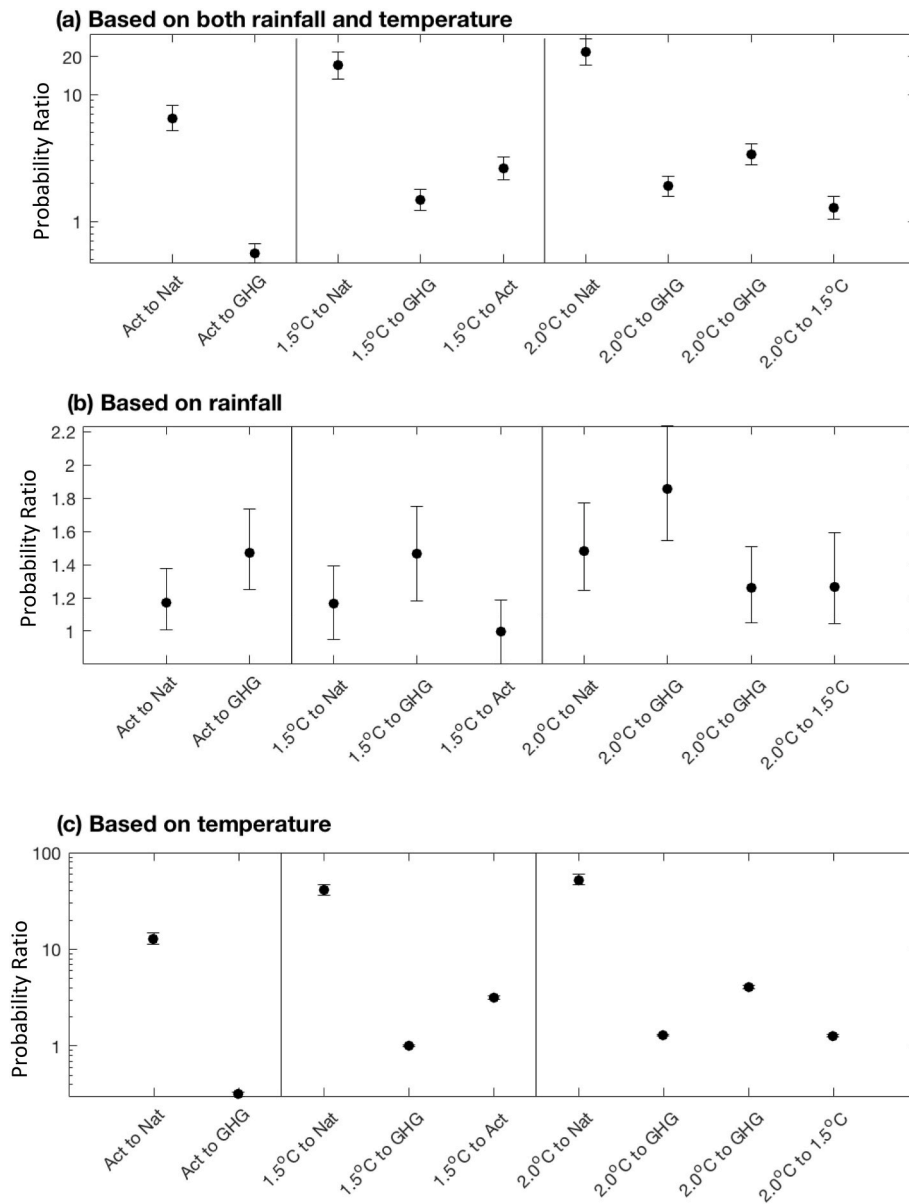 (a) Based on both rainfall and temperature
Probability Ratio
20
10
1
Act to Nat
Act to GHG
1.5°C to Nat
1.5°C to GHG
1.5°C to Act
2.0°C to Nat
2.0°C to GHG
2.0°C to GHG
2.0°C to 1.5°C
(b) Based on rainfall
Probability Ratio
2.2
2
1.8
1.6
1.4
1.2
1
Act to Nat
Act to GHG
1.5°C to Nat
1.5°C to GHG
1.5°C to Act
2.0°C to Nat
2.0°C to GHG
2.0°C to GHG
2.0°C to 1.5°C
(c) Based on temperature
Probability Ratio
100
10
1
Act to Nat
Act to GHG
1.5°C to Nat
1.5°C to GHG
1.5°C to Act
2.0°C to Nat
2.0°C to GHG
2.0°C to GHG
2.0°C to 1.5°C